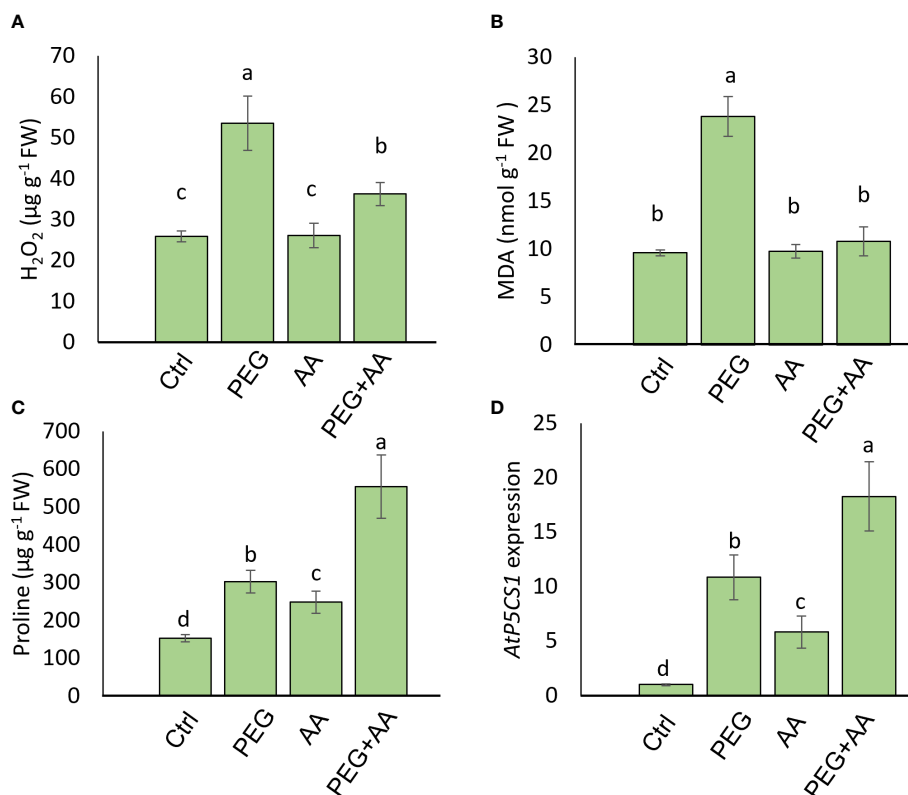 A
H₂O₂ (µg g⁻¹ FW)
70
60
50
40
30
20
10
0
c
a
c
b
Ctrl
PEG
AA
PEG+AA
B
MDA (nmol g⁻¹ FW )
30
25
20
15
10
5
0
b
a
b
b
Ctrl
PEG
AA
PEG+AA
C
Proline (µg g⁻¹ FW)
700
600
500
400
300
200
100
0
d
b
c
a
Ctrl
PEG
AA
PEG+AA
D
AtP5CS1 expression
25
20
15
10
5
0
d
b
c
a
Ctrl
PEG
AA
PEG+AA